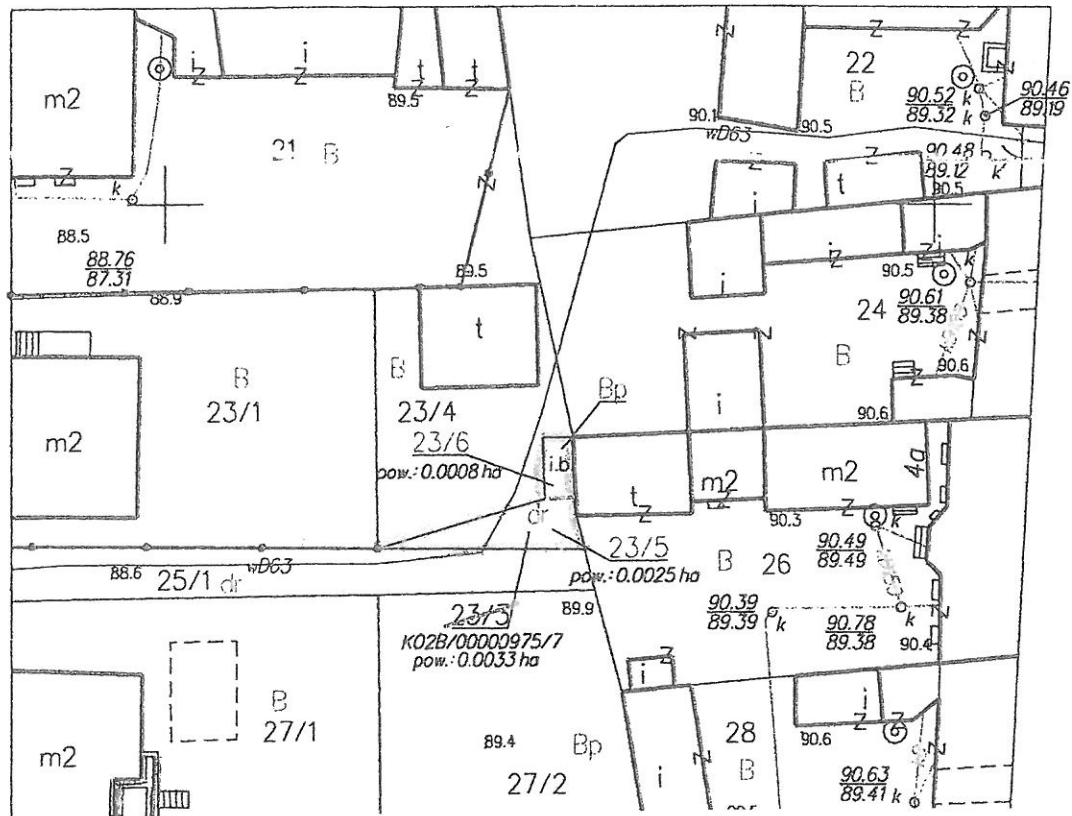 m2
i
i
t
t
89.5
21 B
k
88.5
88.76
87.31
88.9
89.5
22
B
90.52
89.32
k
k
90.46
89.19
90.1
90.5
wD63
90.48
89.12
k
90.5
i
t
i
i
i
90.5
k
24
90.61
89.38
B
90.6
90.6
t
B
23/1
B
23/4
m2
Bp
23/6
pow.: 0.0008 ha
i.b
i
t
m2
m2
4a
90.3
k
90.49
89.49
dr
23/5
pow.: 0.0025 ha
B 26
88.6
wD63
25/1 dr
89.9
23/3
KO2B/00000975/7
pow.: 0.0033 ha
90.39
89.39
k
90.78
89.38
k
90.4
i
B
27/1
m2
89.4
Bp
27/2
i
28
B
i
90.6
90.63
89.41
k